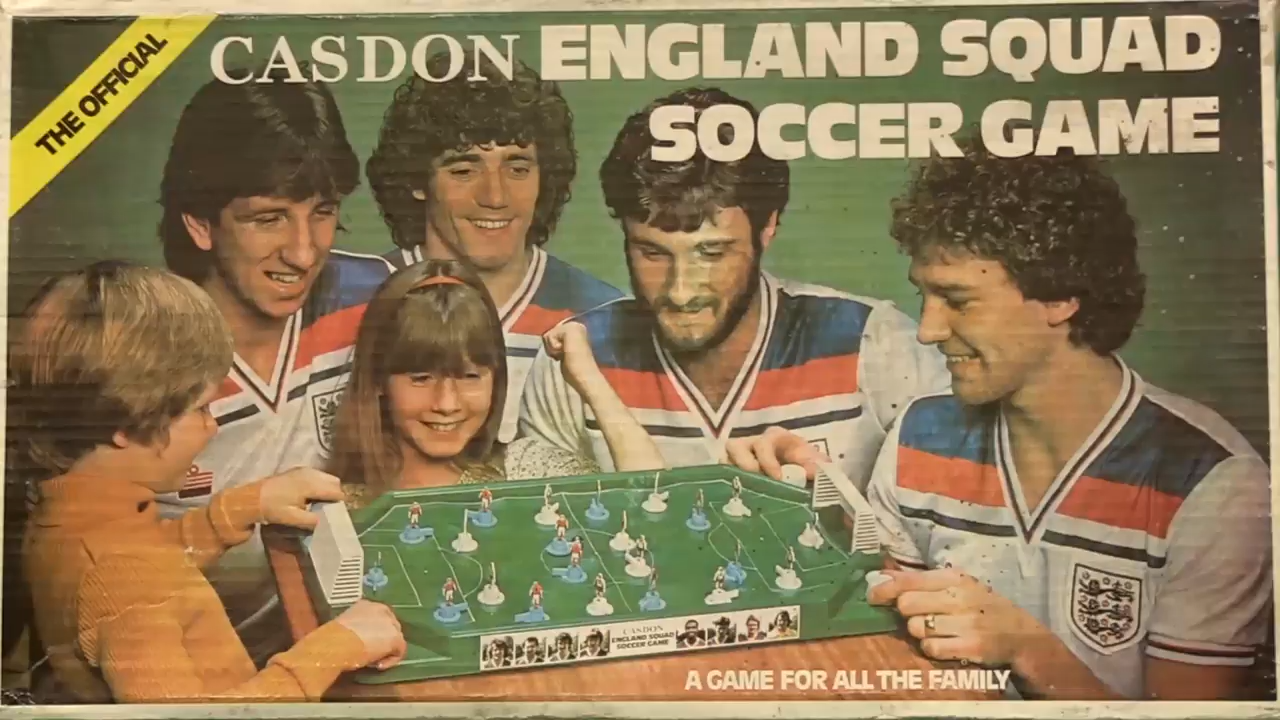 THE OFFICIAL
CASDON ENGLAND SQUAD
SOCCER GAME
CASDON
ENGLAND SQUAD
SOCCER GAME
A GAME FOR ALL THE FAMILY